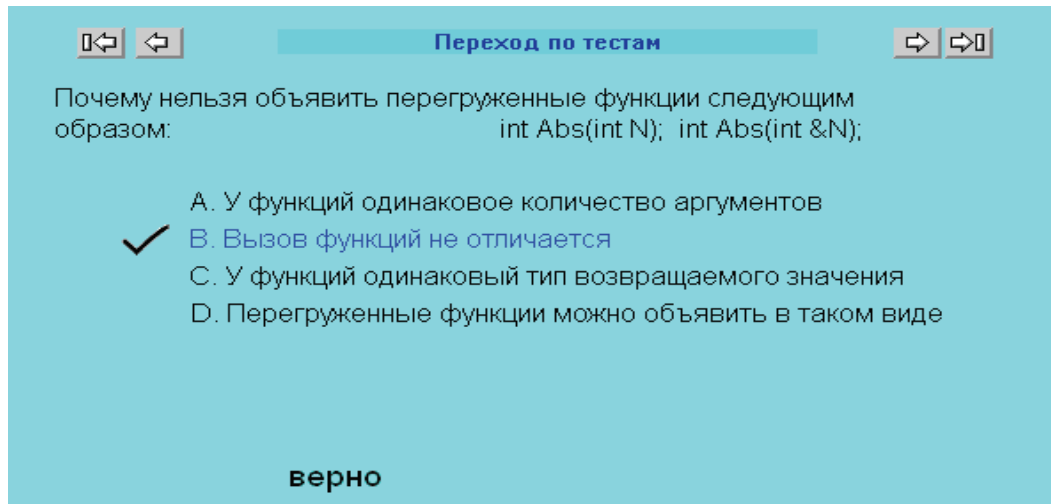 Переход по тестам
Почему нельзя объявить перегруженные функции следующим
образом: int Abs(int N); int Abs(int &N);
A. У функций одинаковое количество аргументов
B. Вызов функций не отличается
C. У функций одинаковый тип возвращаемого значения
D. Перегруженные функции можно объявить в таком виде
верно